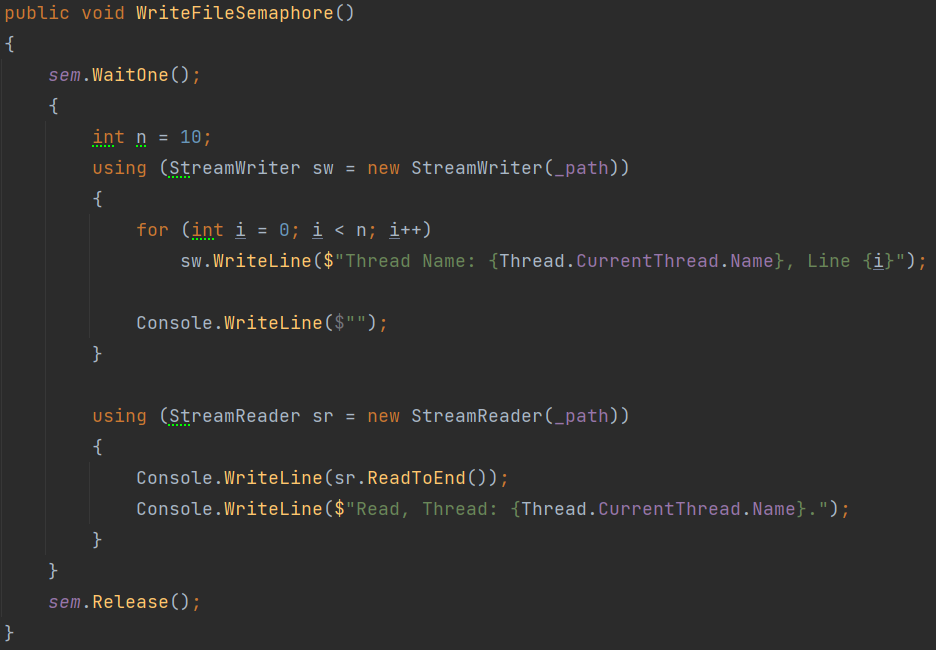 public void WriteFileSemaphore()
{
    sem.WaitOne();
    {
        int n = 10;
        using (StreamWriter sw = new StreamWriter(_path))
        {
            for (int i = 0; i < n; i++)
                sw.WriteLine($"Thread Name: {Thread.CurrentThread.Name}, Line {i}");

            Console.WriteLine($"");
        }

        using (StreamReader sr = new StreamReader(_path))
        {
            Console.WriteLine(sr.ReadToEnd());
            Console.WriteLine($"Read, Thread: {Thread.CurrentThread.Name}.");
        }
    }
    sem.Release();
}